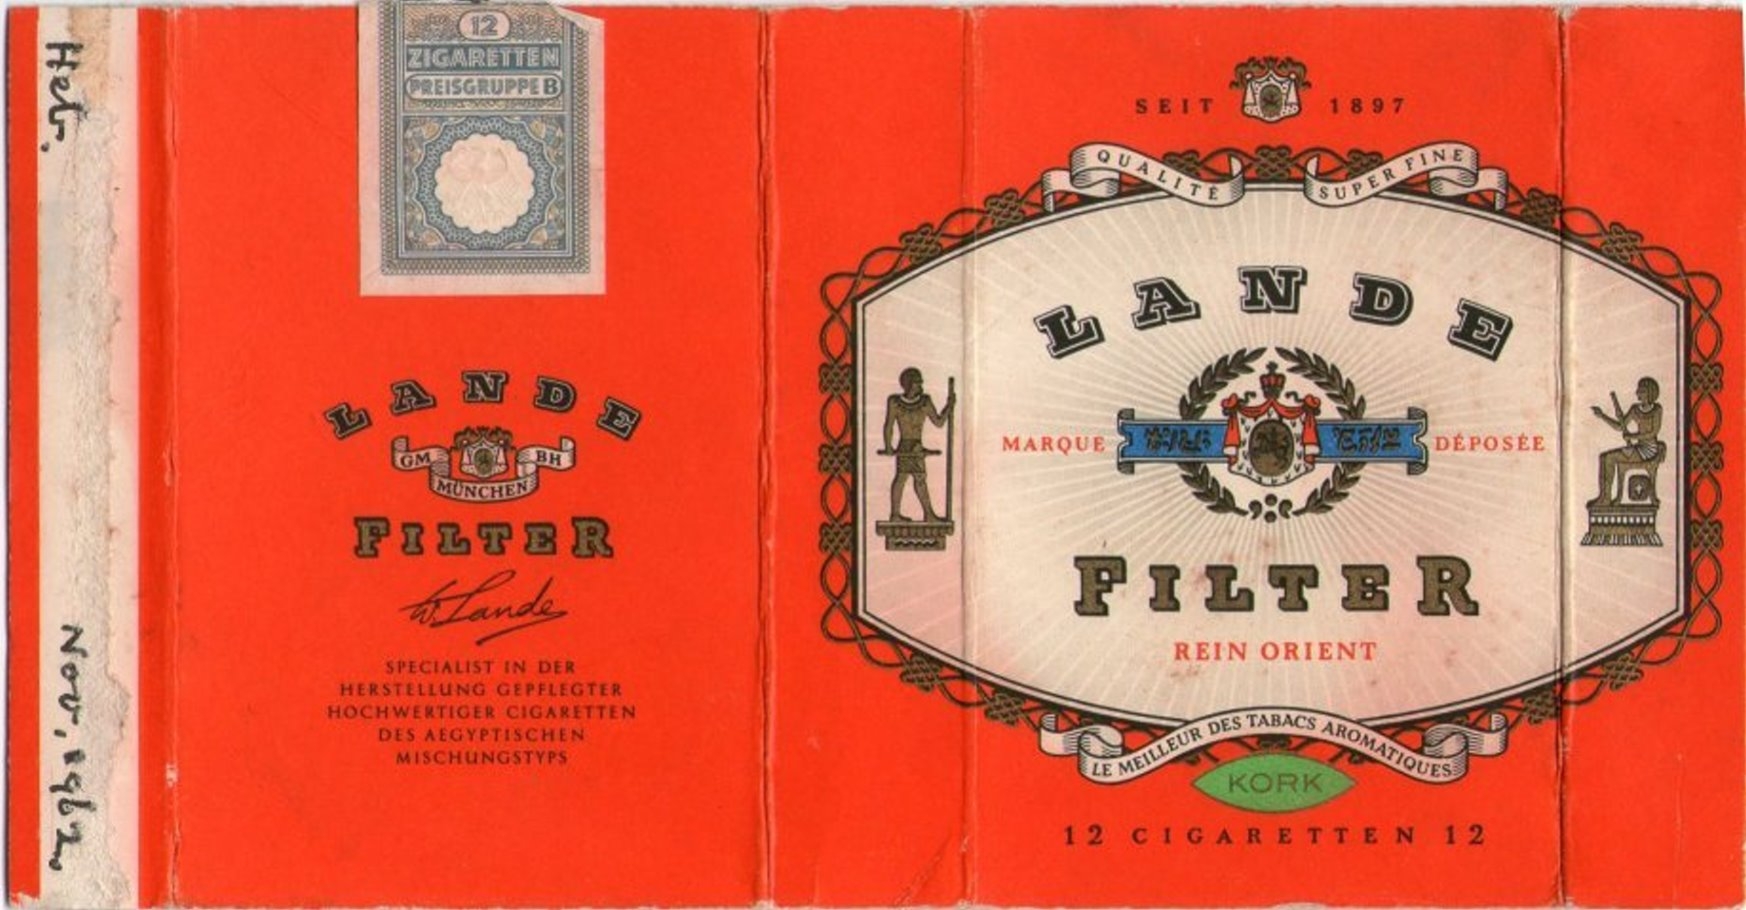 Hetr.
Nov, 1962
12
ZIGARETTEN
PREISGRUPPE B
LANDE
GM BH
MÜNCHEN
FILTER
W. Lande
SPECIALIST IN DER
HERSTELLUNG GEPFLEGTER
HOCHWERTIGER CIGARETTEN
DES AEGYPTISCHEN
MISCHUNGSTYPS
SEIT 1897
QUALITÉ SUPER FINE
LANDE
MARQUE DÉPOSÉE
FILTER
REIN ORIENT
LE MEILLEUR DES TABACS AROMATIQUES
KORK
12 CIGARETTEN 12